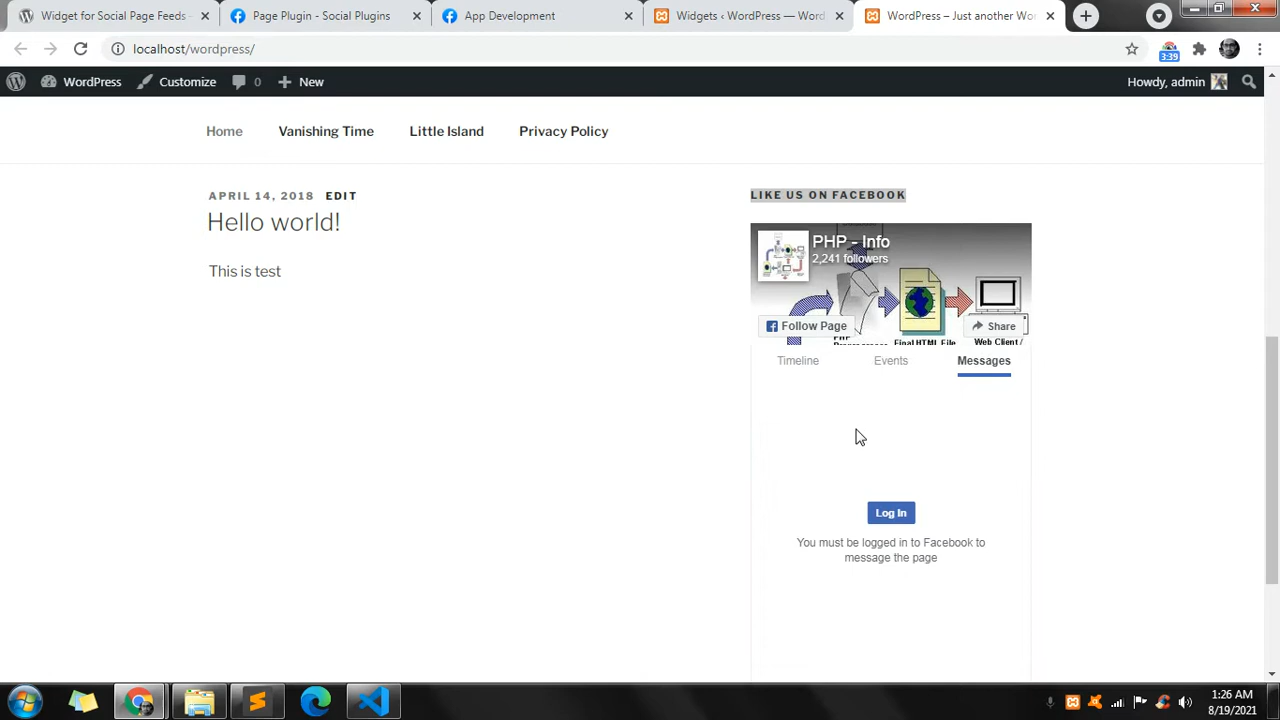 Widget for Social Page Feeds -
Page Plugin - Social Plugins
App Development
Widgets ‹ WordPress — Word
WordPress – Just another Wor
localhost/wordpress/
3:39
WordPress
Customize
0
New
Howdy, admin
Home
Vanishing Time
Little Island
Privacy Policy
APRIL 14, 2018 EDIT
Hello world!
This is test
LIKE US ON FACEBOOK
PHP - Info
2,241 followers
Follow Page
Share
Final HTML File
Web Client /
Timeline
Events
Messages
Log In
You must be logged in to Facebook to
message the page
1:26 AM
8/19/2021